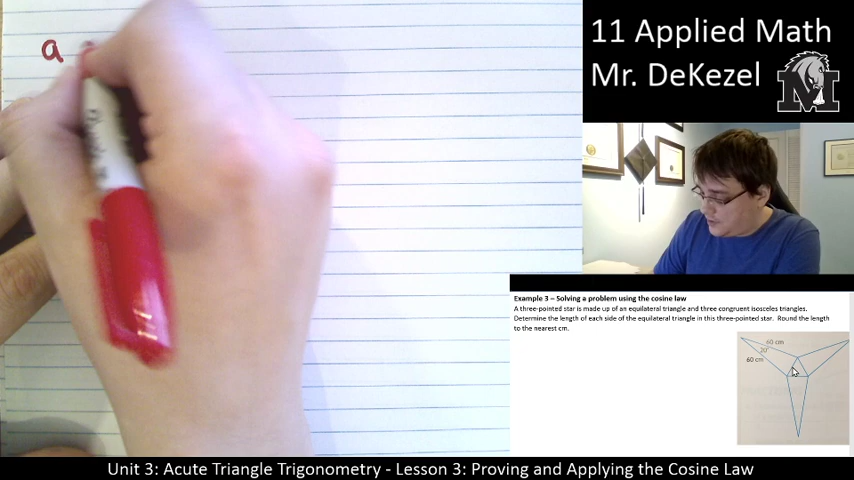 a
11 Applied Math
Mr. DeKezel
M
Example 3 – Solving a problem using the cosine law
A three-pointed star is made up of an equilateral triangle and three congruent isosceles triangles.
Determine the length of each side of the equilateral triangle in this three-pointed star. Round the length
to the nearest cm.
60 cm
20°
60 cm
Unit 3: Acute Triangle Trigonometry - Lesson 3: Proving and Applying the Cosine Law